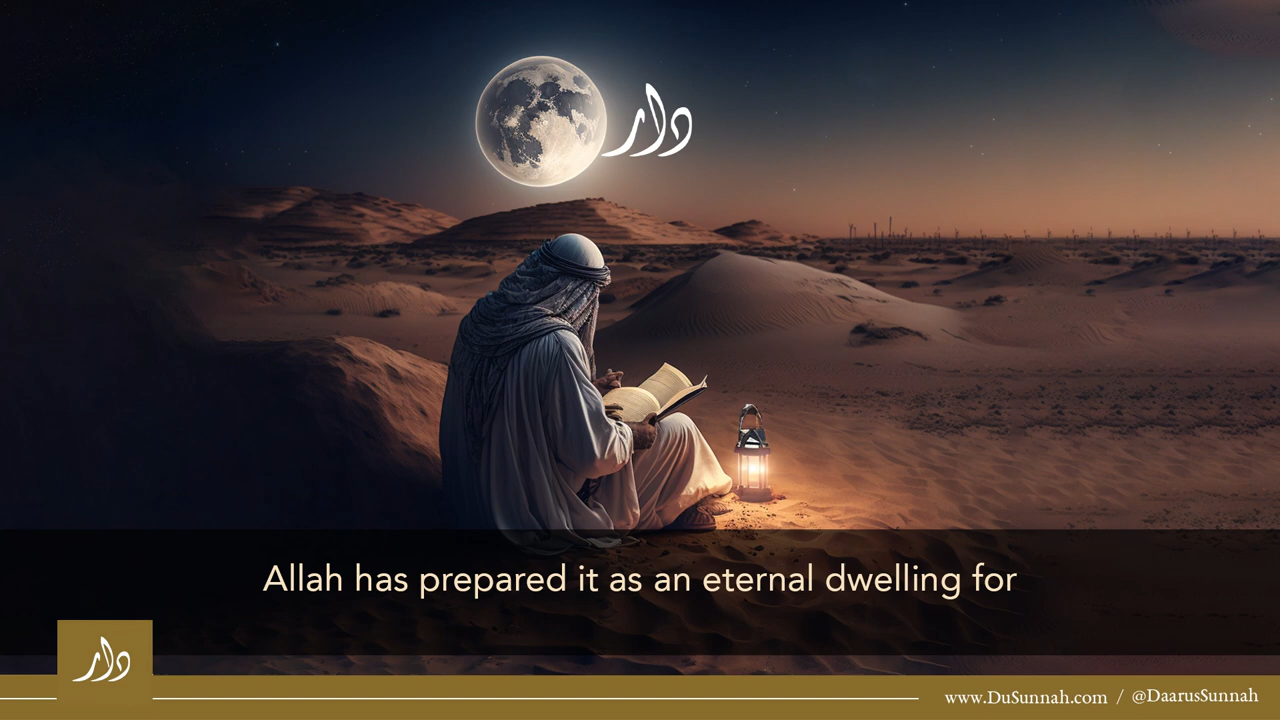 دار
Allah has prepared it as an eternal dwelling for
دار
www.DuSunnah.com / @DaarusSunnah